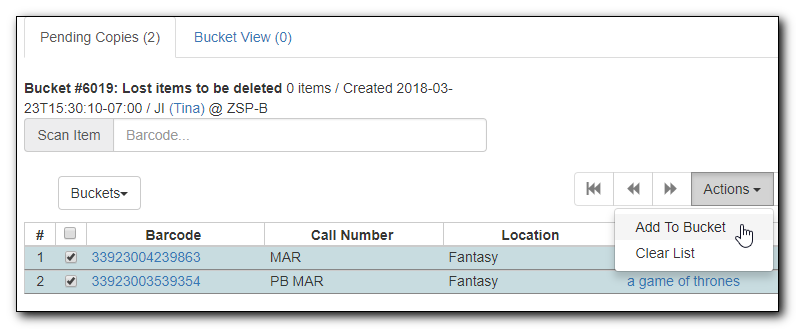 Pending Copies (2) Bucket View (0)
Bucket #6019: Lost items to be deleted 0 items / Created 2018-03-
23T15:30:10-07:00 / JI (Tina) @ ZSP-B
Scan Item Barcode...
Buckets Actions
Add To Bucket
Clear List
# Barcode Call Number Location
1 33923004239863 MAR Fantasy
2 33923003539354 PB MAR Fantasy a game of thrones